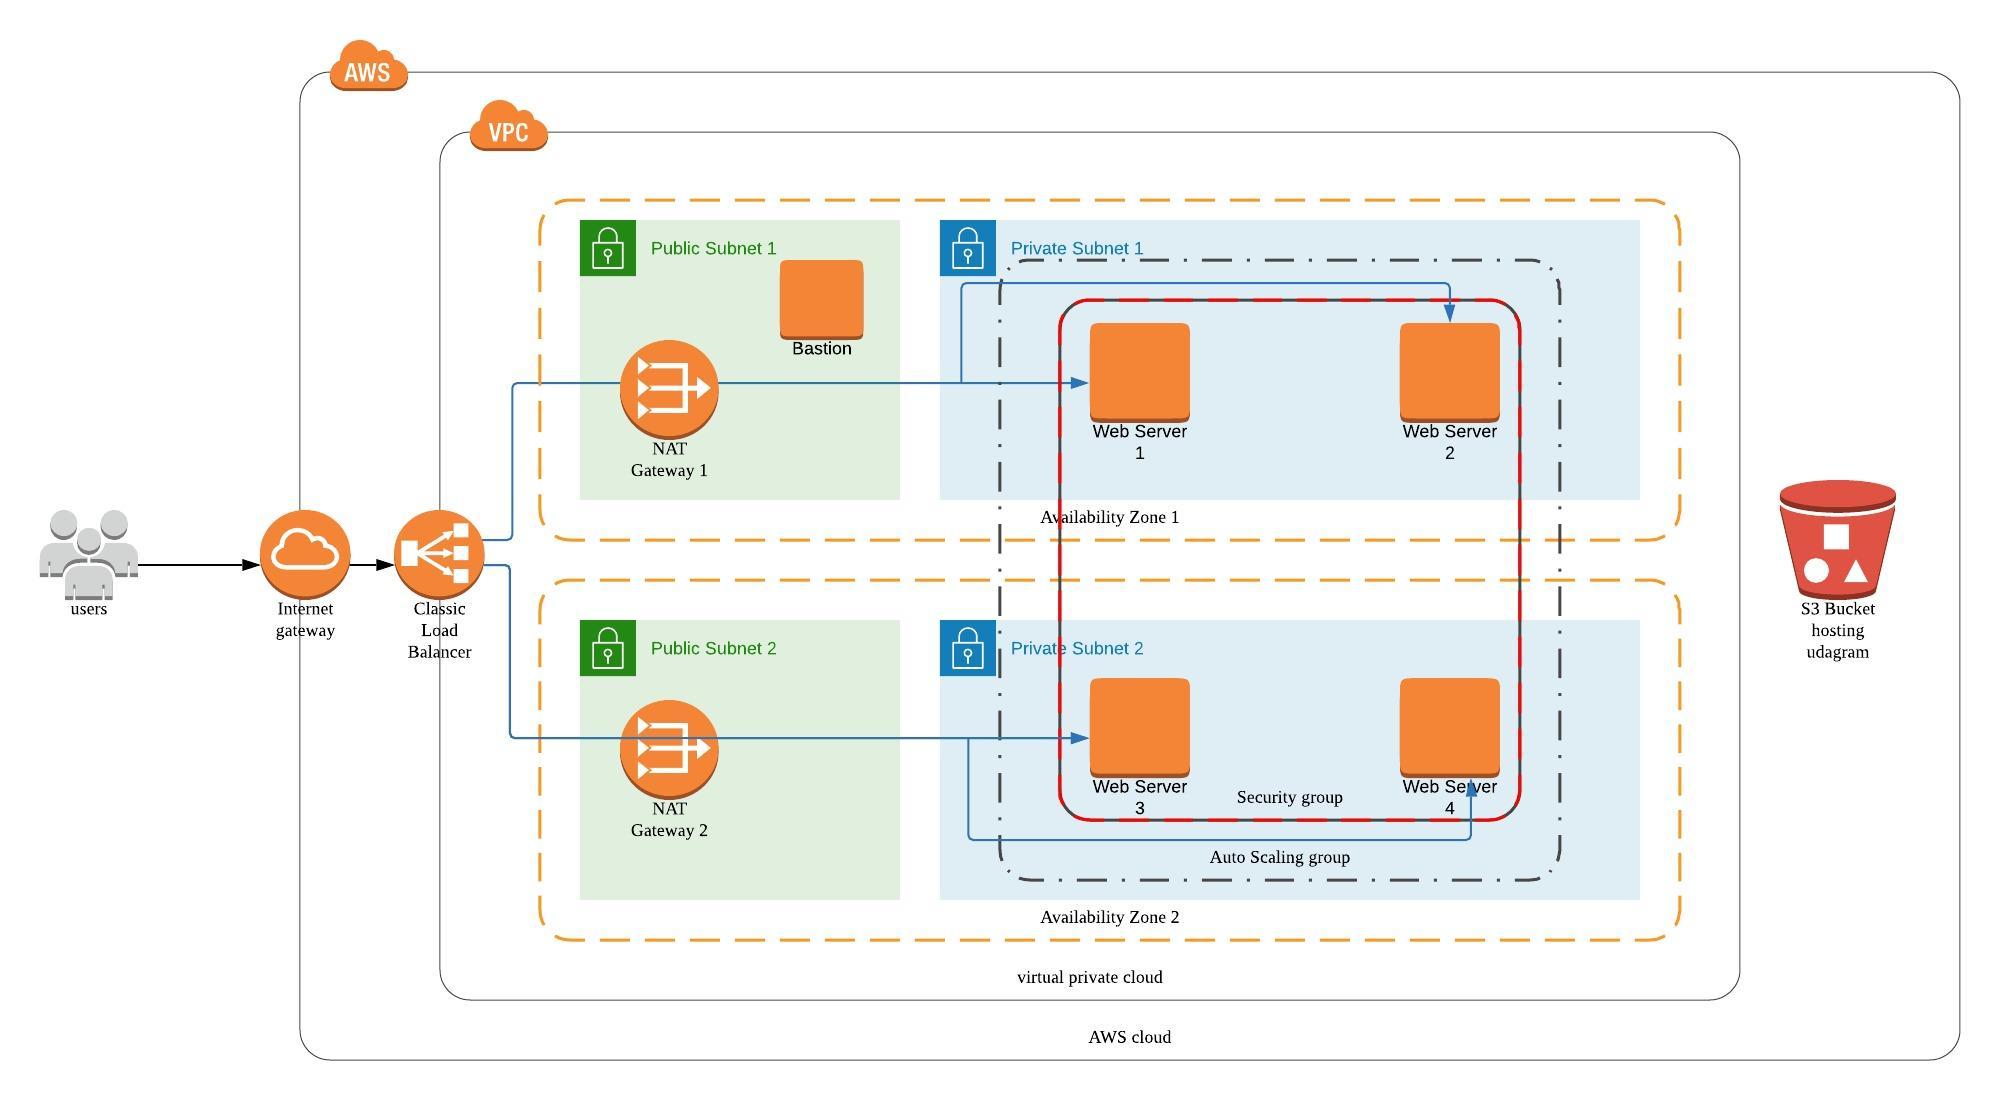 AWS
VPC
Public Subnet 1
Private Subnet 1
Bastion
NAT
Gateway 1
Web Server
1
Web Server
2
Availability Zone 1
users
Internet
gateway
Classic
Load
Balancer
S3 Bucket
hosting
udagram
Public Subnet 2
Private Subnet 2
NAT
Gateway 2
Web Server
3
Web Server
4
Security group
Auto Scaling group
Availability Zone 2
virtual private cloud
AWS cloud